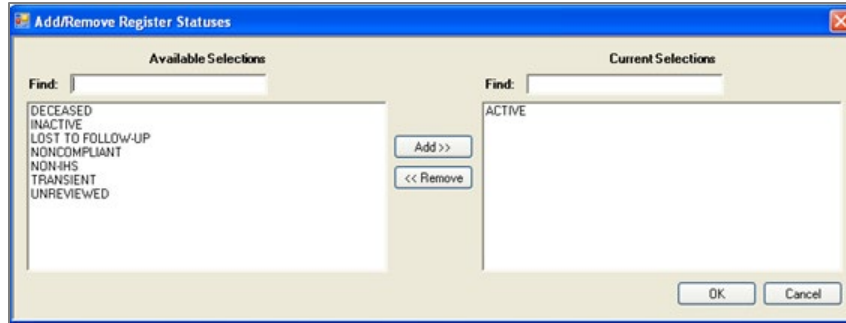 Add/Remove Register Statuses
Available Selections
Find:
DECEASED
INACTIVE
LOST TO FOLLOW-UP
NONCOMPLIANT
NON-IHS
TRANSIENT
UNREVIEWED
Add >>
<< Remove
Current Selections
Find:
ACTIVE
OK
Cancel